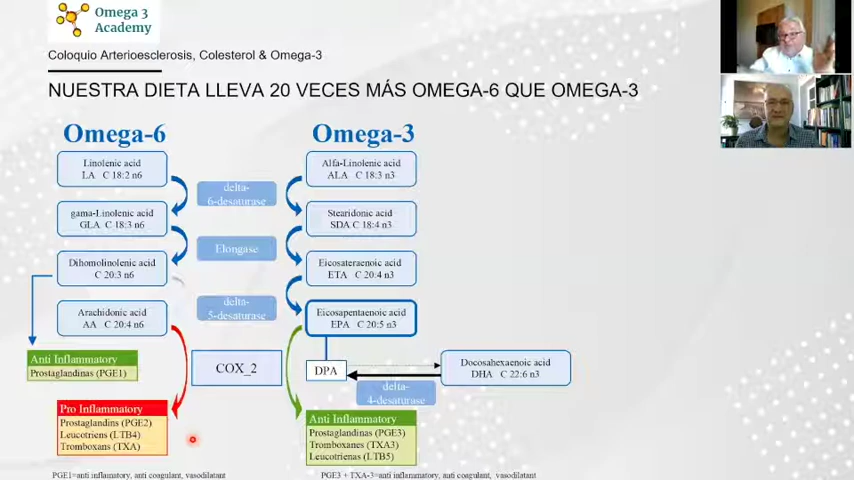 Omega 3
Academy
Coloquio Arterioesclerosis, Colesterol & Omega-3
NUESTRA DIETA LLEVA 20 VECES MÁS OMEGA-6 QUE OMEGA-3
Omega-6
Omega-3
Linolenic acid
LA C 18:2 n6
delta-
6-desaturase
Alfa-Linolenic acid
ALA C 18:3 n3
gama-Linolenic acid
GLA C 18:3 n6
Elongase
Stearidonic acid
SDA C 18:4 n3
Dihomolinolenic acid
C 20:3 n6
Eicosateraenoic acid
ETA C 20:4 n3
delta-
5-desaturase
Arachidonic acid
AA C 20:4 n6
Eicosapentaenoic acid
EPA C 20:5 n3
Anti Inflammatory
Prostaglandinas (PGE1)
COX_2
DPA
Docosahexaenoic acid
DHA C 22:6 n3
delta-
4-desaturase
Pro Inflammatory
Prostaglandins (PGE2)
Leucotriens (LTB4)
Tromboxans (TXA)
Anti Inflammatory
Prostaglandinas (PGE3)
Tromboxanes (TXA3)
Leucotrienas (LTB5)
PGE1=anti inflamatory, anti coagulant, vasodilatant
PGE3 + TXA-3=anti inflammatory, anti coagulant, vasodilatant